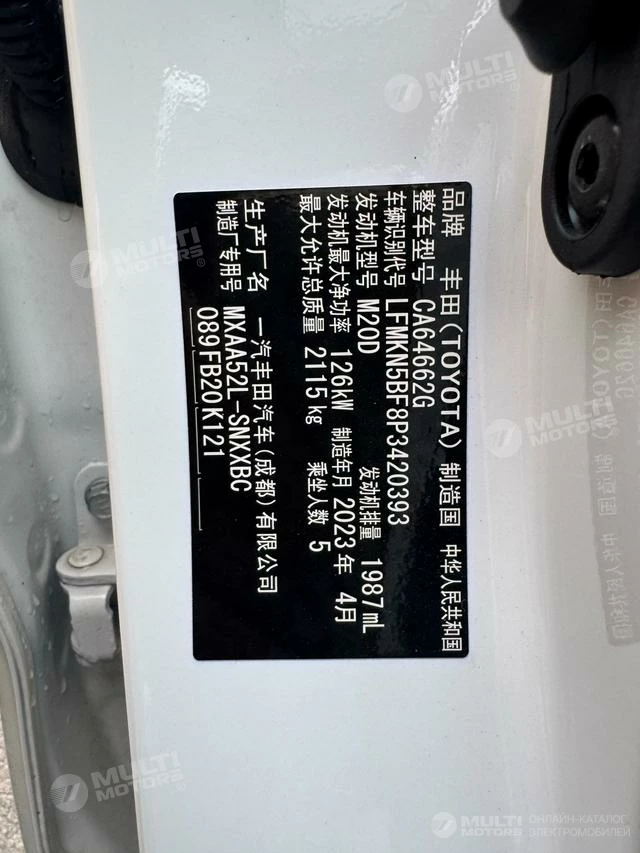 品牌 丰田(TOYOTA) 制造国 中华人民共和国
整车型号 CA64662G
车辆识别代号 LFMKN5BF8P3420393
发动机型号 M20D 发动机排量 1987mL
发动机最大净功率 126kW 制造年月 2023年 4月
最大允许总质量 2115kg 乘坐人数 5
生产厂名 一汽丰田汽车(成都)有限公司
制造厂专用号 MXAA52L-SNXXBC
089FB20K121
MULTI MOTORS
MULTI MOTORS
MULTI MOTORS
MULTI MOTORS
MULTI MOTORS
ОНЛАЙН-КАТАЛОГ
ЭЛЕКТРОМОБИЛЕЙ